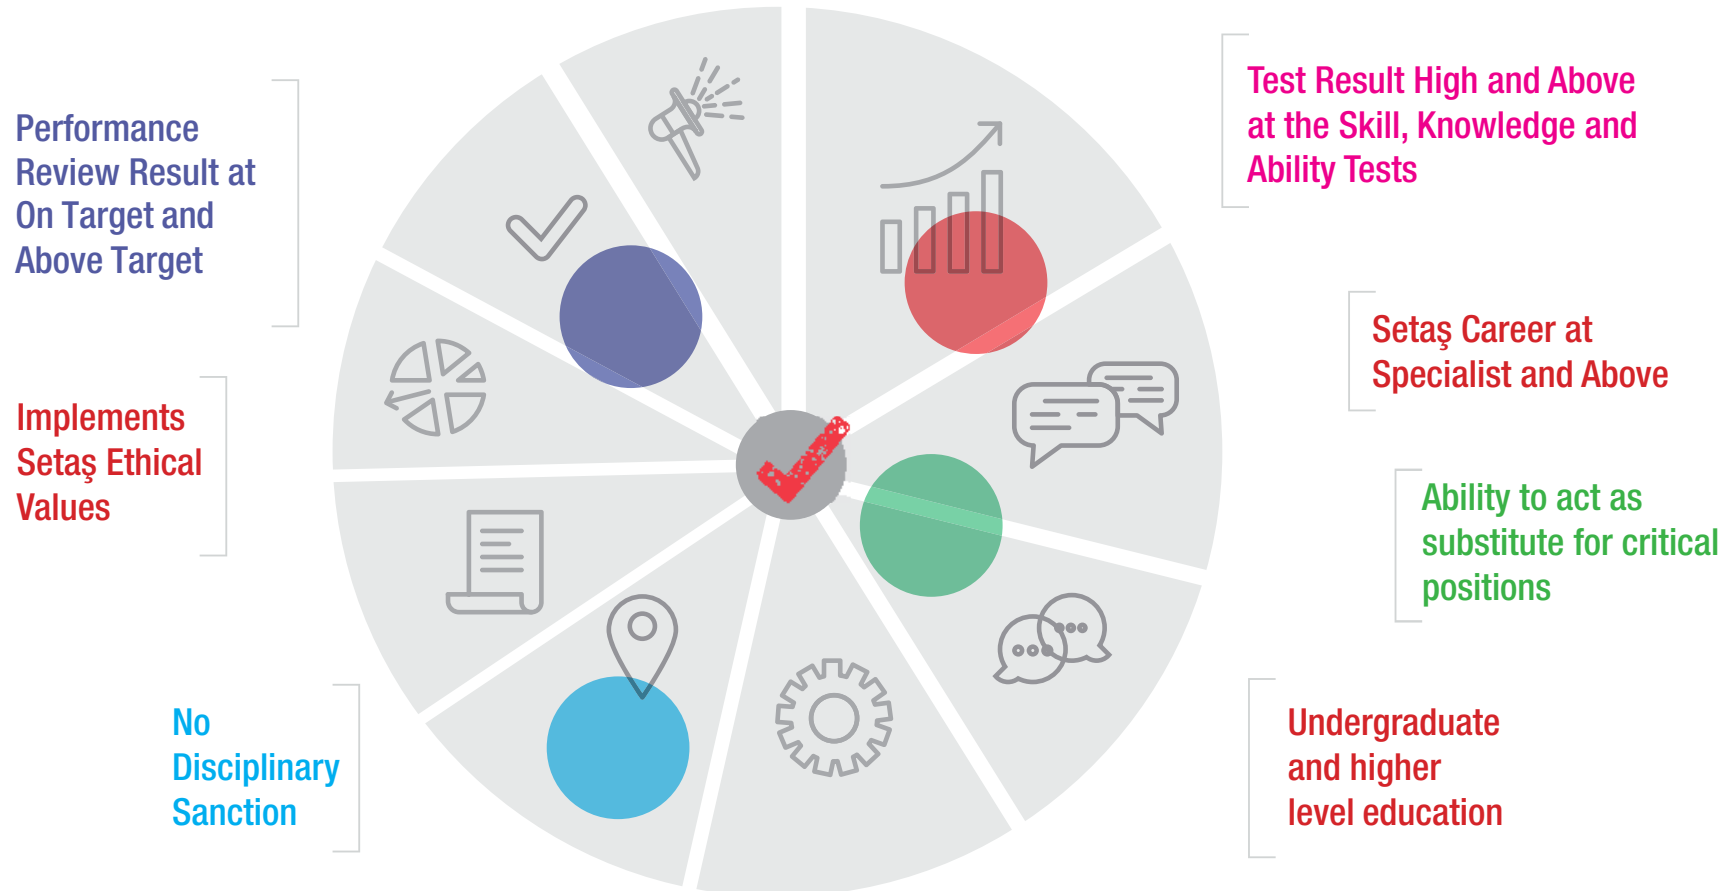 Performance
Review Result at
On Target and
Above Target
Implements
Setaş Ethical
Values
No
Disciplinary
Sanction
Test Result High and Above
at the Skill, Knowledge and
Ability Tests
Setaş Career at
Specialist and Above
Ability to act as
substitute for critical
positions
Undergraduate
and higher
level education